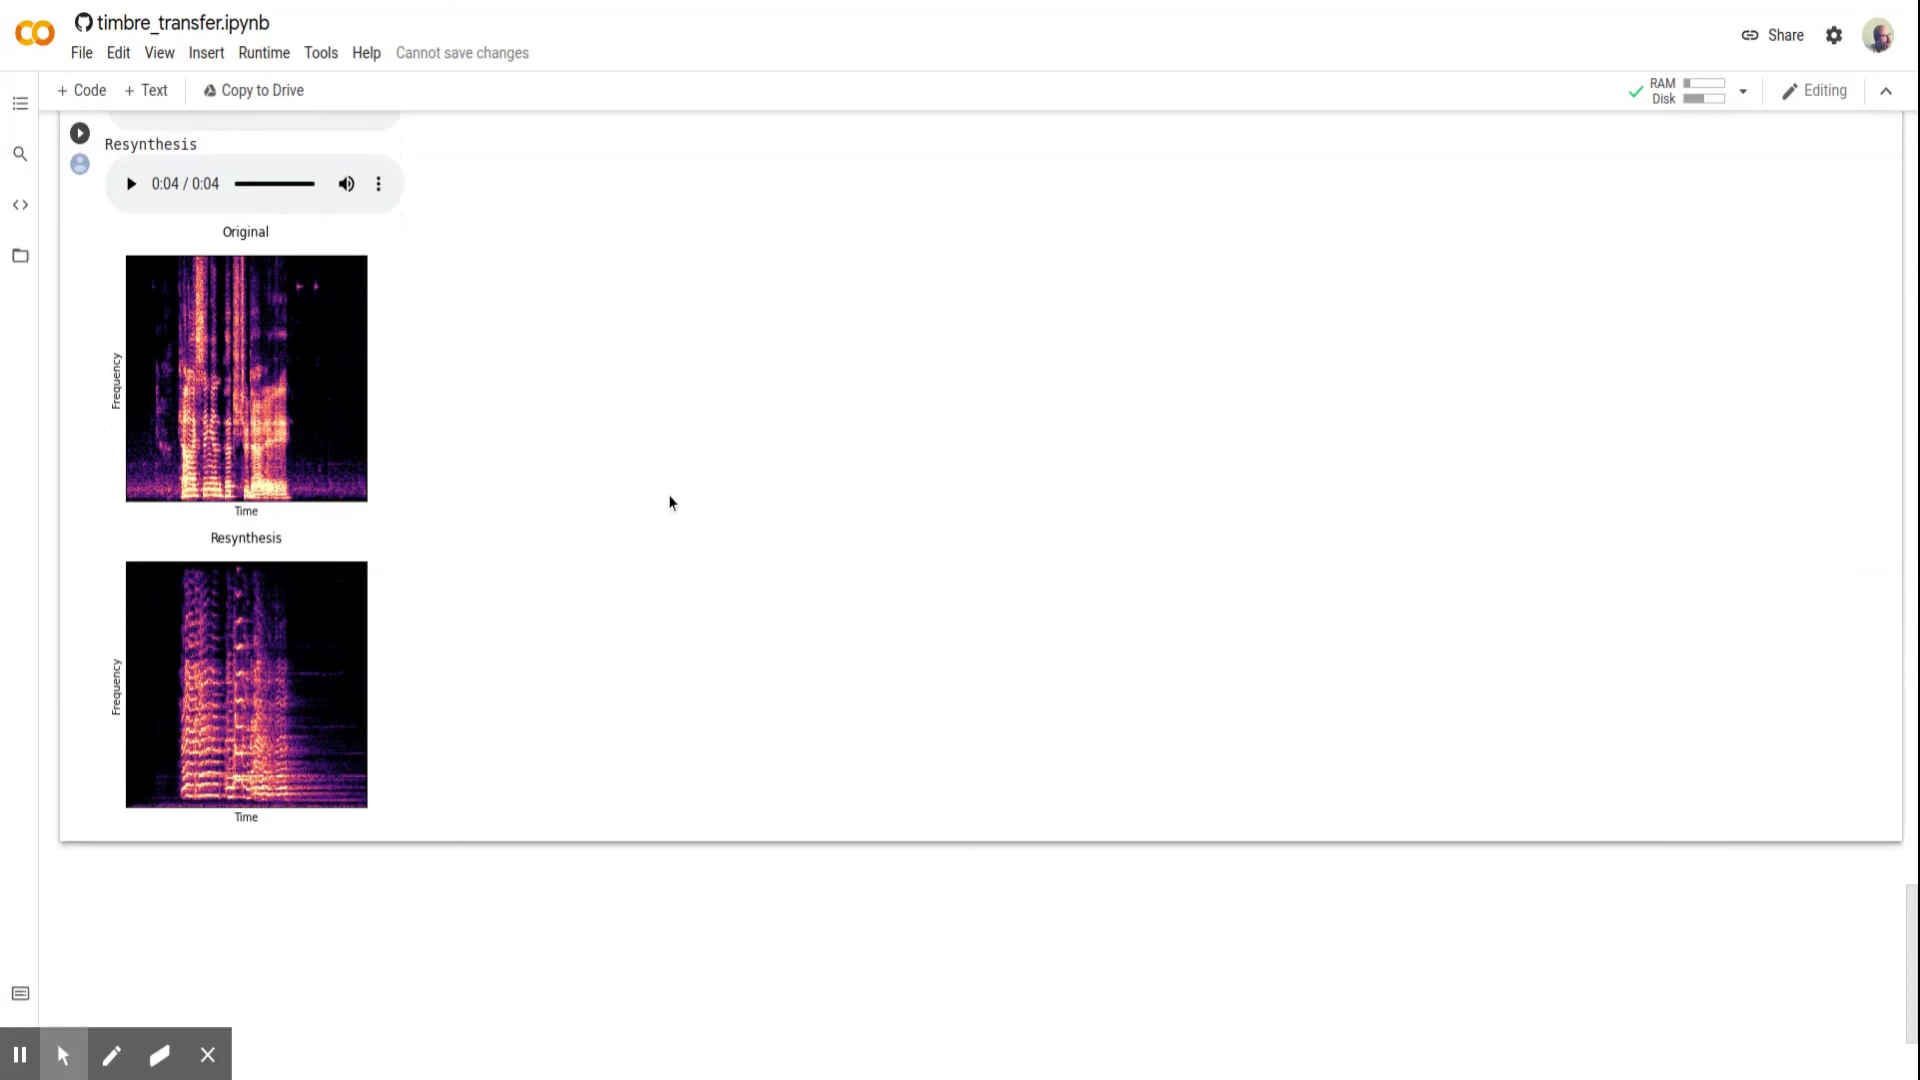 timbre_transfer.ipynb
File Edit View Insert Runtime Tools Help Cannot save changes
Share
+ Code + Text Copy to Drive
RAM
Disk
Editing
Resynthesis
0:04 / 0:04
Original
Frequency
Time
Resynthesis
Frequency
Time